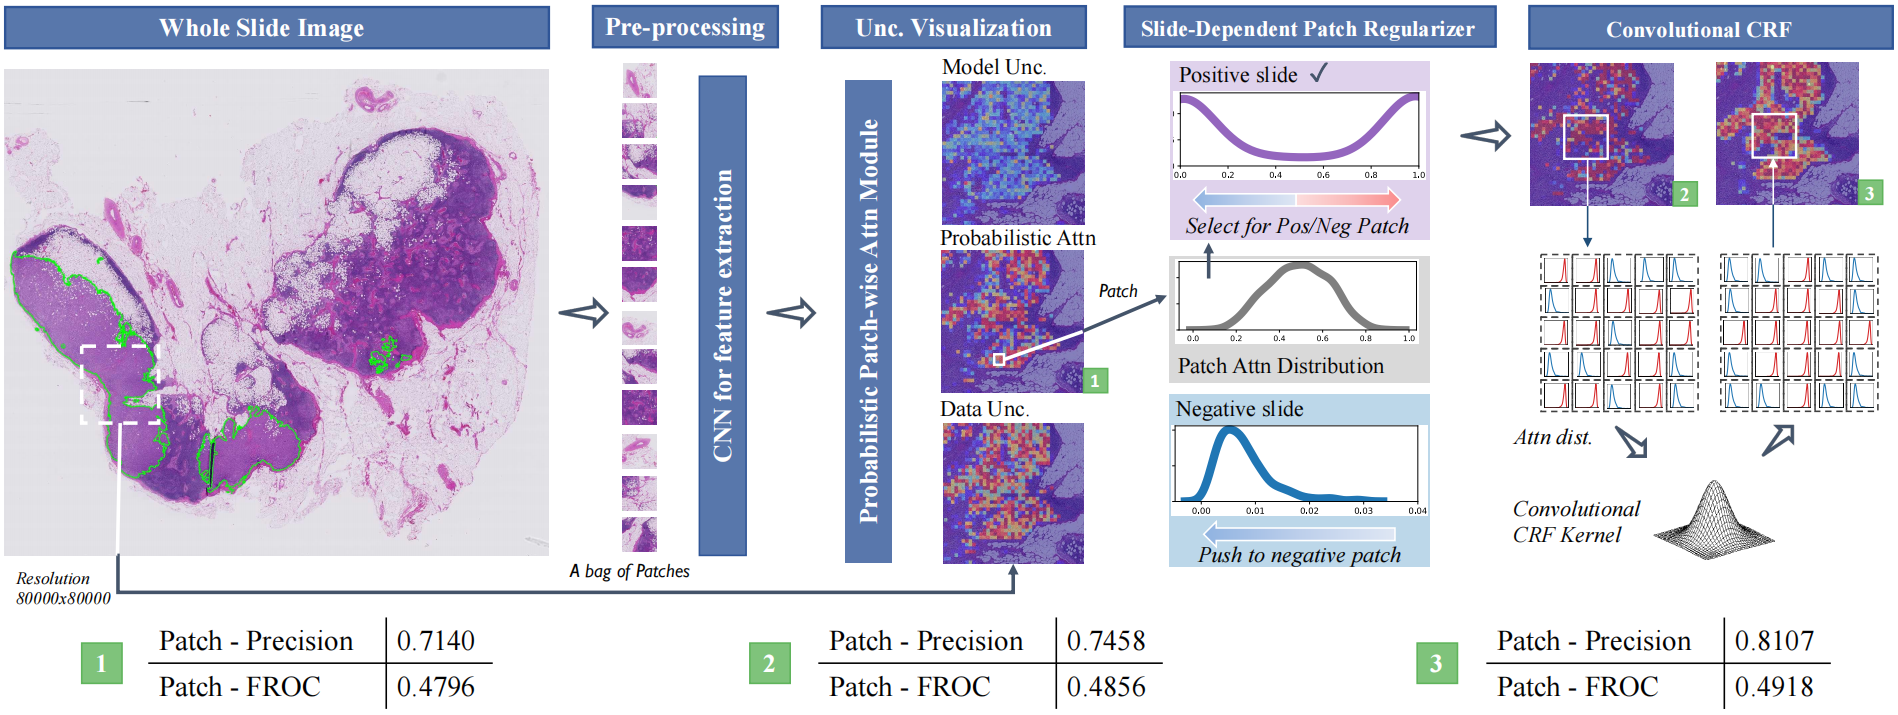 Whole Slide Image
Pre-processing
Unc. Visualization
Slide-Dependent Patch Regularizer
Convolutional CRF
Resolution
80000x80000
A bag of Patches
CNN for feature extraction
Probabilistic Patch-wise Attn Module
Model Unc.
Probabilistic Attn
1
Data Unc.
Patch
Positive slide ✓
0.0 0.2 0.4 0.6 0.8 1.0
Select for Pos/Neg Patch
0.0 0.2 0.4 0.6 0.8 1.0
Patch Attn Distribution
Negative slide
0.00 0.01 0.02 0.03 0.04
Push to negative patch
2
3
Attn dist.
Convolutional
CRF Kernel
1
Patch - Precision 0.7140
Patch - FROC 0.4796
2
Patch - Precision 0.7458
Patch - FROC 0.4856
3
Patch - Precision 0.8107
Patch - FROC 0.4918